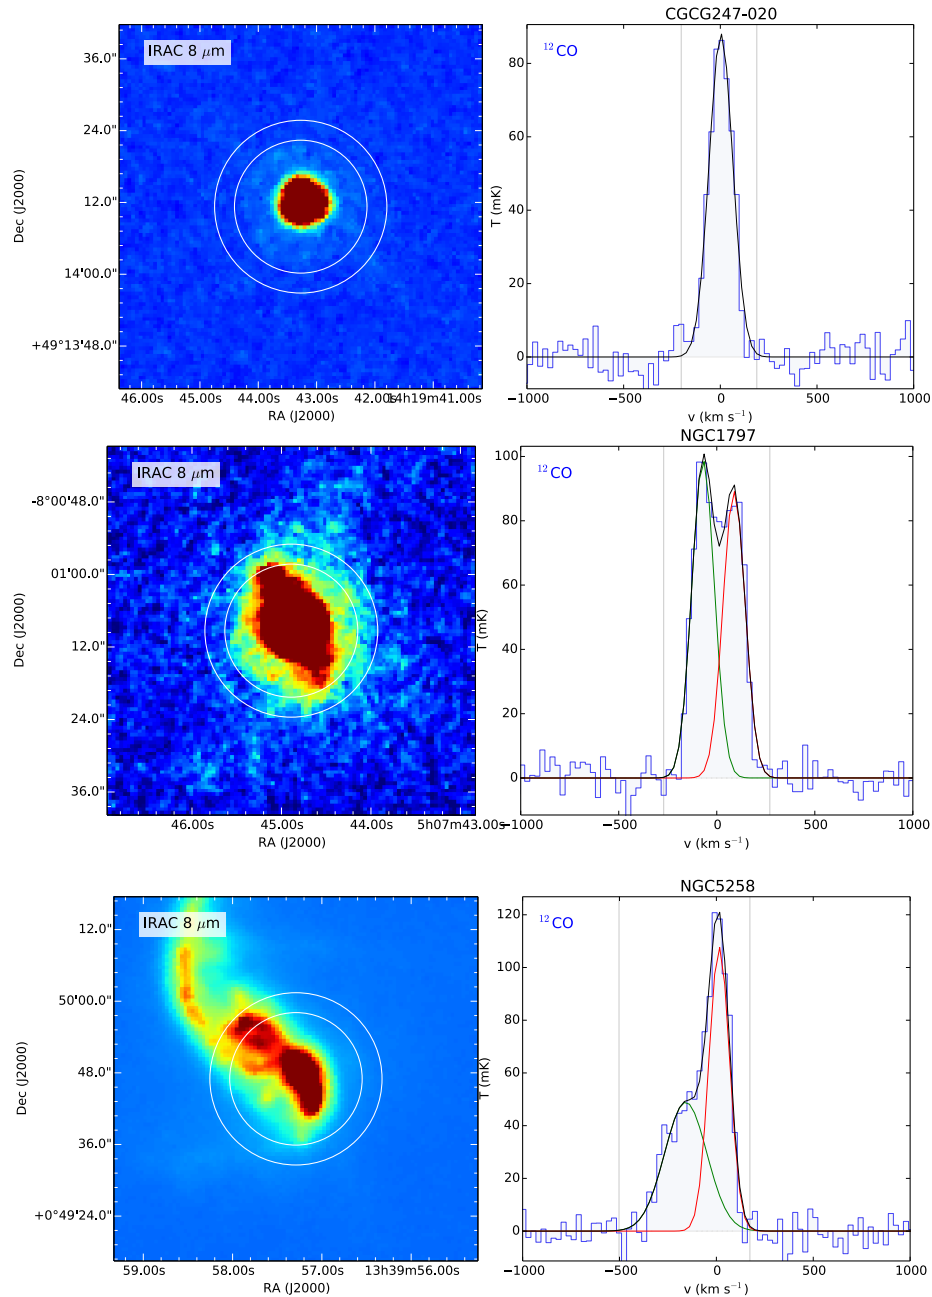 CGCG247-020
IRAC 8 μm
36.0"
24.0"
12.0"
14'00.0"
+49°13'48.0"
Dec (J2000)
46.00s 45.00s 44.00s 43.00s 42.00s 14h19m41.00s
RA (J2000)
¹²CO
80
60
40
20
0
T (mK)
−1000 −500 0 500 1000
v (km s⁻¹)
NGC1797
IRAC 8 μm
-8°00'48.0"
01'00.0"
12.0"
24.0"
36.0"
Dec (J2000)
46.00s 45.00s 44.00s 5h07m43.00s
RA (J2000)
¹²CO
100
80
60
40
20
0
T (mK)
−1000 −500 0 500 1000
v (km s⁻¹)
NGC5258
IRAC 8 μm
12.0"
50'00.0"
48.0"
36.0"
+0°49'24.0"
Dec (J2000)
59.00s 58.00s 57.00s 13h39m56.00s
RA (J2000)
¹²CO
120
100
80
60
40
20
0
T (mK)
−1000 −500 0 500 1000
v (km s⁻¹)